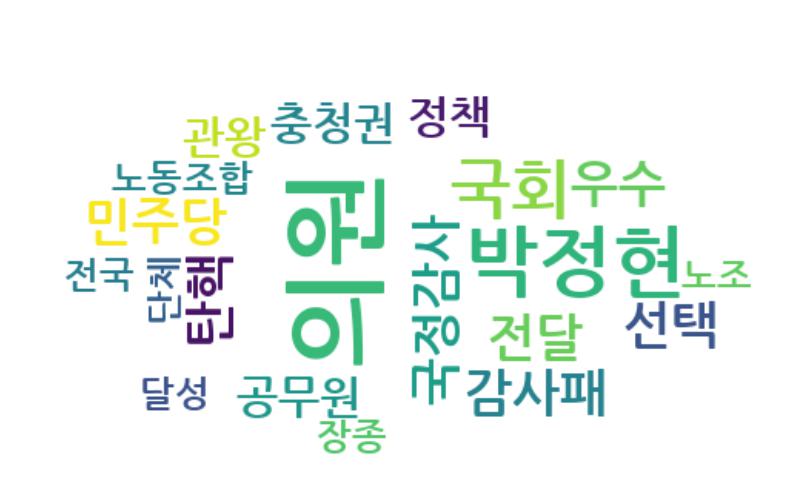 충청권
정책
관왕
노동조합
국회
우수
민주당
의원
국정감사
박정현
전국
단체
탄핵
노조
전달
선택
달성
공무원
감사패
장종